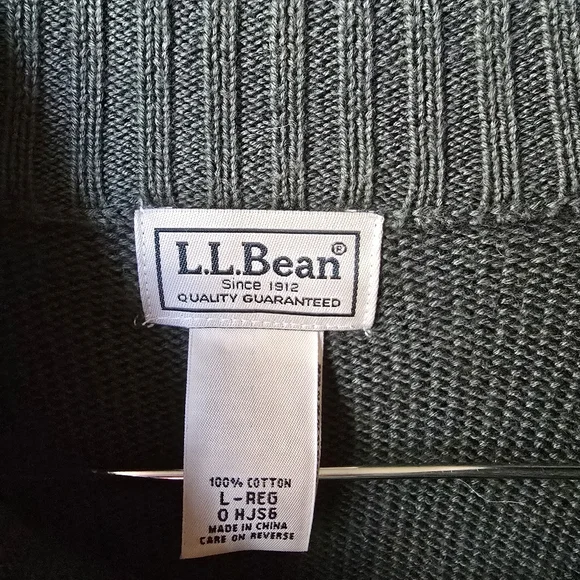 L.L.Bean®
Since 1912
QUALITY GUARANTEED
100% COTTON
L-REG
0 HJS6
MADE IN CHINA
CARE ON REVERSE